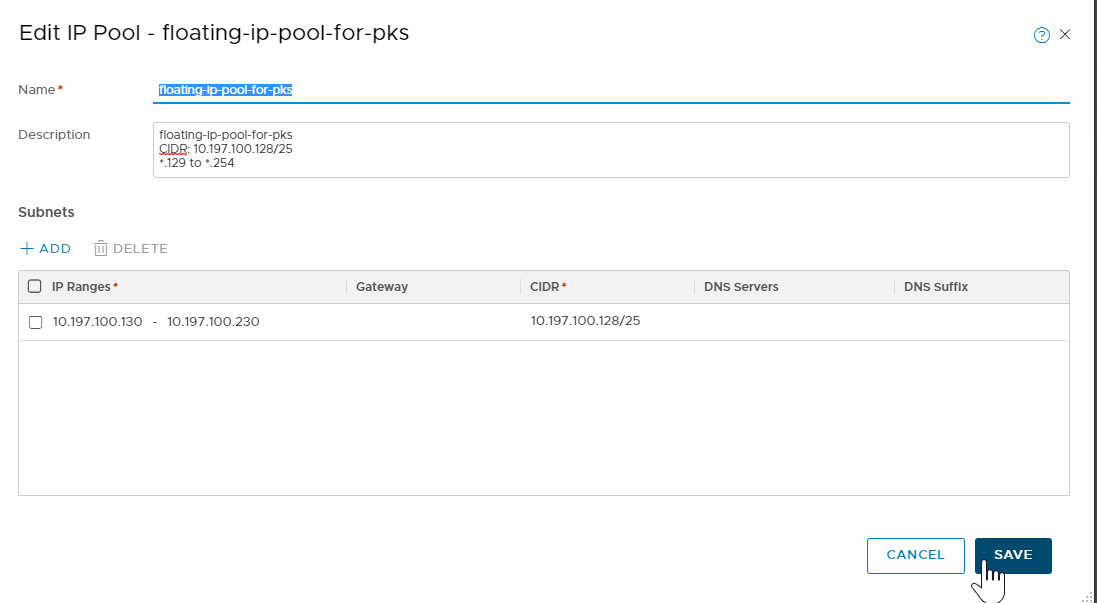 Edit IP Pool - floating-ip-pool-for-pks
?
Name*
floating-ip-pool-for-pks
Description
floating-ip-pool-for-pks
CIDR: 10.197.100.128/25
*.129 to *.254
Subnets
+ ADD DELETE
IP Ranges* Gateway CIDR* DNS Servers DNS Suffix
10.197.100.130 - 10.197.100.230 10.197.100.128/25
CANCEL SAVE